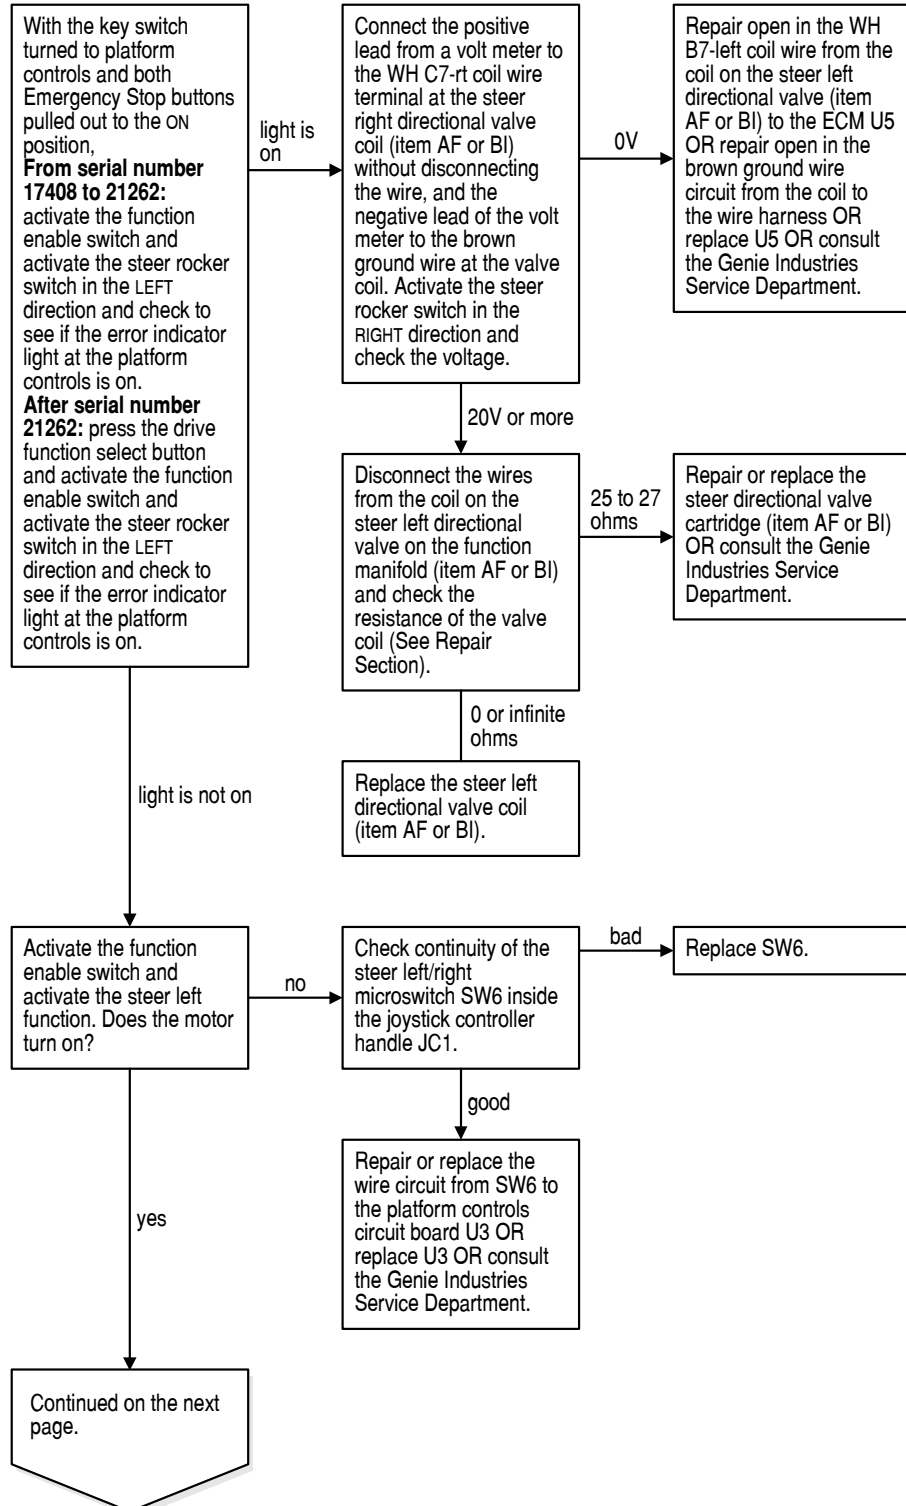 With the key switch
turned to platform
controls and both
Emergency Stop buttons
pulled out to the ON
position,
From serial number
17408 to 21262:
activate the function
enable switch and
activate the steer rocker
switch in the LEFT
direction and check to
see if the error indicator
light at the platform
controls is on.
After serial number
21262: press the drive
function select button
and activate the function
enable switch and
activate the steer rocker
switch in the LEFT
direction and check to
see if the error indicator
light at the platform
controls is on.
light is
on
Connect the positive
lead from a volt meter to
the WH C7-rt coil wire
terminal at the steer
right directional valve
coil (item AF or BI)
without disconnecting
the wire, and the
negative lead of the volt
meter to the brown
ground wire at the valve
coil. Activate the steer
rocker switch in the
RIGHT direction and
check the voltage.
0V
Repair open in the WH
B7-left coil wire from the
coil on the steer left
directional valve (item
AF or BI) to the ECM U5
OR repair open in the
brown ground wire
circuit from the coil to
the wire harness OR
replace U5 OR consult
the Genie Industries
Service Department.
20V or more
Disconnect the wires
from the coil on the
steer left directional
valve on the function
manifold (item AF or BI)
and check the
resistance of the valve
coil (See Repair
Section).
25 to 27
ohms
Repair or replace the
steer directional valve
cartridge (item AF or BI)
OR consult the Genie
Industries Service
Department.
0 or infinite
ohms
Replace the steer left
directional valve coil
(item AF or BI).
light is not on
Activate the function
enable switch and
activate the steer left
function. Does the motor
turn on?
no
Check continuity of the
steer left/right
microswitch SW6 inside
the joystick controller
handle JC1.
bad
Replace SW6.
good
Repair or replace the
wire circuit from SW6 to
the platform controls
circuit board U3 OR
replace U3 OR consult
the Genie Industries
Service Department.
yes
Continued on the next
page.